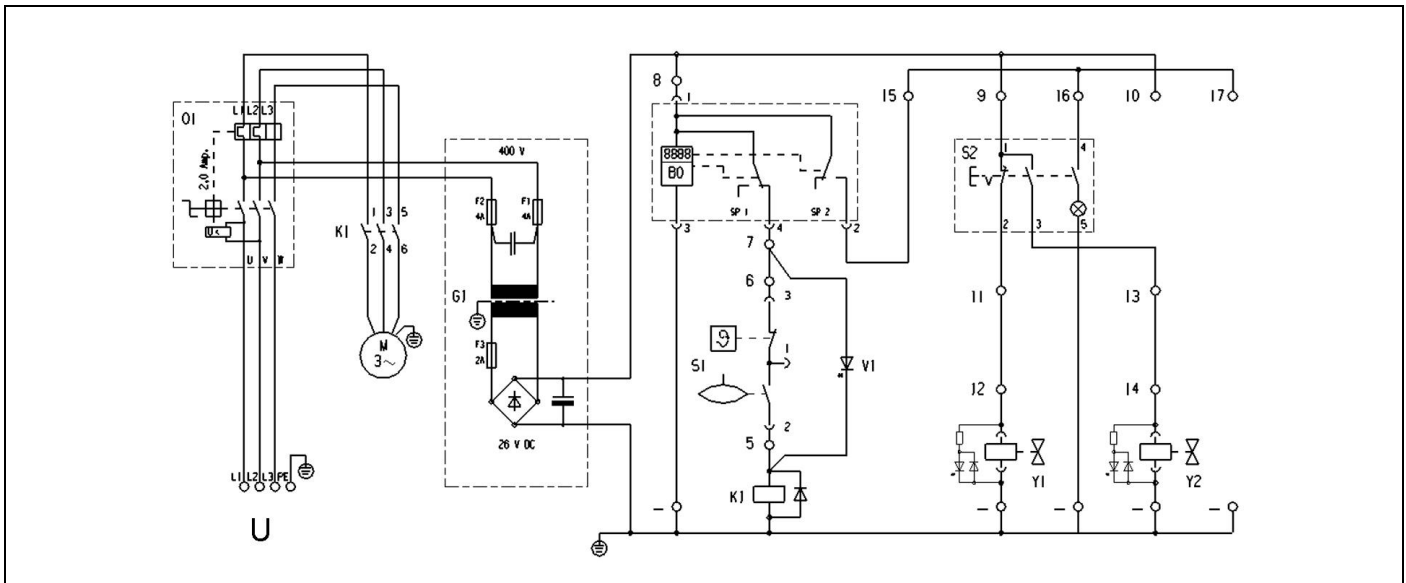 L1 L2 L3
Q1
2.0 Amp.
U<
U V W
K1
1 3 5
2 4 6
M
3~
400 V
F2
4A
F1
4A
G1
F3
2A
26 V DC
L1 L2 L3 PE
U
8
1
8888
B0
SP 1
SP 2
3
4
2
7
6
3
ϑ
1
S1
2
5
V1
K1
15
9
16
10
17
S2
1
4
2
3
5
11
13
12
14
Y1
Y2
-
-
-
-
-